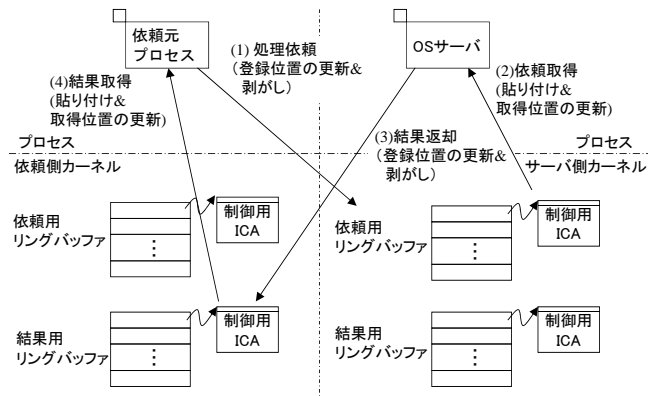 依頼元
プロセス
(1) 処理依頼
(登録位置の更新&
剥がし)
OSサーバ
(2)依頼取得
(貼り付け&
取得位置の更新)
(4)結果取得
(貼り付け&
取得位置の更新)
(3)結果返却
(登録位置の更新&
剥がし)
プロセス
プロセス
依頼側カーネル
サーバ側カーネル
依頼用
リングバッファ
⋮
制御用
ICA
依頼用
リングバッファ
⋮
制御用
ICA
結果用
リングバッファ
⋮
制御用
ICA
結果用
リングバッファ
⋮
制御用
ICA